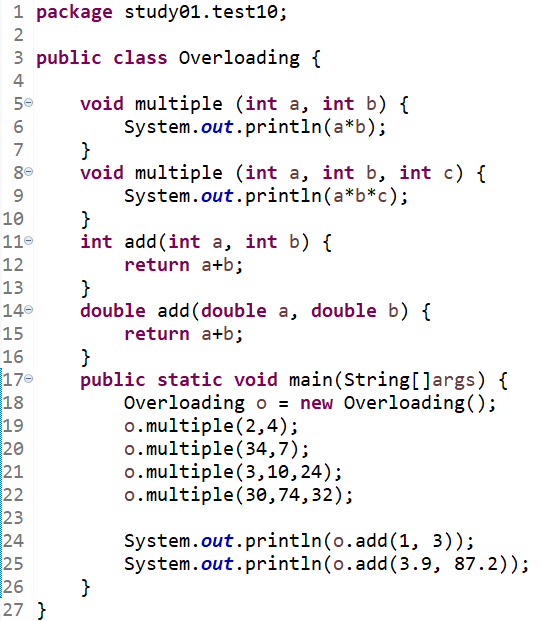 1 package study01.test10;
2
3 public class Overloading {
4
5 void multiple (int a, int b) {
6 System.out.println(a*b);
7 }
8 void multiple (int a, int b, int c) {
9 System.out.println(a*b*c);
10 }
11 int add(int a, int b) {
12 return a+b;
13 }
14 double add(double a, double b) {
15 return a+b;
16 }
17 public static void main(String[]args) {
18 Overloading o = new Overloading();
19 o.multiple(2,4);
20 o.multiple(34,7);
21 o.multiple(3,10,24);
22 o.multiple(30,74,32);
23
24 System.out.println(o.add(1, 3));
25 System.out.println(o.add(3.9, 87.2));
26 }
27 }